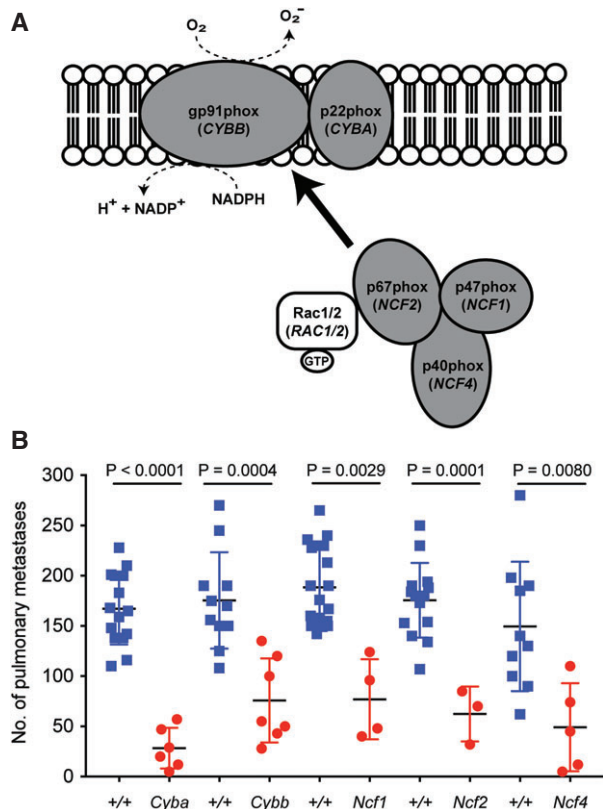 A
O₂ O₂⁻
gp91phox
(CYBB)
p22phox
(CYBA)
H⁺ + NADP⁺ NADPH
p67phox
(NCF2)
p47phox
(NCF1)
Rac1/2
(RAC1/2)
GTP
p40phox
(NCF4)
B
P < 0.0001 P = 0.0004 P = 0.0029 P = 0.0001 P = 0.0080
No. of pulmonary metastases
300
250
200
150
100
50
0
+/+ Cyba +/+ Cybb +/+ Ncf1 +/+ Ncf2 +/+ Ncf4